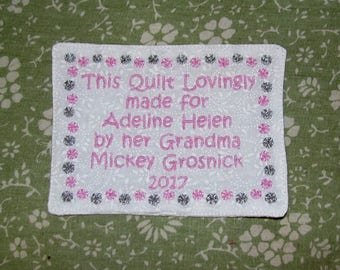 This Quilt Lovingly
made for
Adeline Helen
by her Grandma
Mickey Grosnick
2017